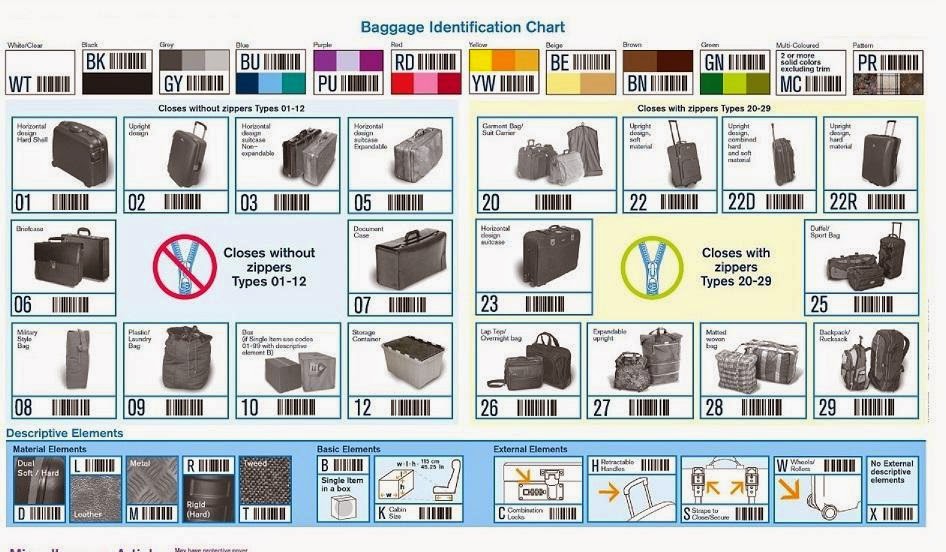 Baggage Identification Chart
White/Clear
WT
Black
BK
Grey
GY
Blue
BU
Purple
PU
Red
RD
Yellow
YW
Beige
BE
Brown
BN
Green
GN
Multi-Coloured
2 or more
solid colors
excluding trim
MC
Pattern
PR
Closes without zippers Types 01-12
Horizontal
design
Hard Shell
01
Upright
design
02
Horizontal
design
suitcase
Non-
expandable
03
Horizontal
design
suitcase
Expandable
05
Briefcase
06
Closes without
zippers
Types 01-12
Document
Case
07
Military
Style
Bag
08
Plastic/
Laundry
Bag
09
Box
(if Single Item use codes
01-99 with descriptive
element B)
10
Storage
Container
12
Closes with zippers Types 20-29
Garment Bag/
Suit Carrier
20
Upright
design,
soft
material
22
Upright
design,
combined
hard
and soft
material
22D
Upright
design,
hard
material
22R
Horizontal
design
suitcase
23
Closes with
zippers
Types 20-29
Duffel/
Sport Bag
25
Lap Top/
Overnight bag
26
Expandable
upright
27
Matted
woven
bag
28
Backpack/
Rucksack
29
Descriptive Elements
Material Elements
Dual
Soft / Hard
D
L
Leather
Metal
M
R
Rigid
(Hard)
Tweed
T
Basic Elements
B
Single Item
in a box
w+l+h= 115 cm
45.25 in
h
w
l
K Cabin
Size
External Elements
C Combination
Locks
H Retractable
Handles
S Straps to
Close/Secure
W Wheels/
Rollers
No External
descriptive
elements
X